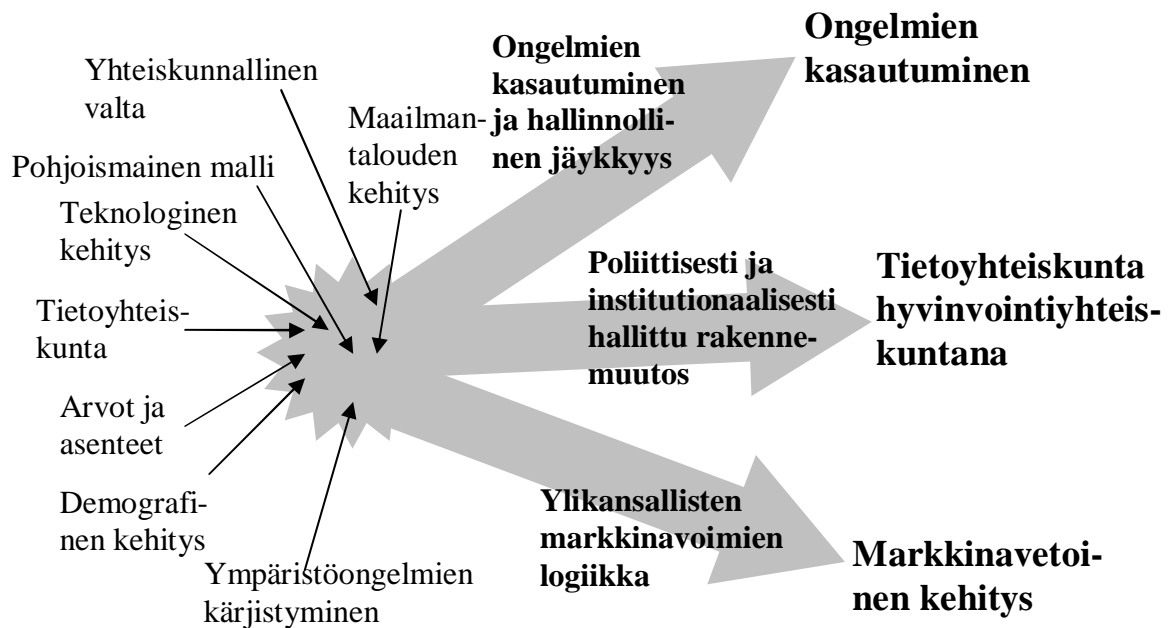 Yhteiskunnallinen
valta
Pohjoismainen malli
Teknologinen
kehitys
Tietoyhteis-
kunta
Arvot ja
asenteet
Demografi-
nen kehitys
Ympäristöongelmien
kärjistyminen
Maailman-
talouden
kehitys
Ongelmien
kasautuminen
ja hallinnolli-
nen jäykkyys
Ongelmien
kasautuminen
Poliittisesti ja
institutionaalisesti
hallittu rakenne-
muutos
Tietoyhteiskunta
hyvinvointiyhteis-
kuntana
Ylikansallisten
markkinavoimien
logiikka
Markkinavetoi-
nen kehitys